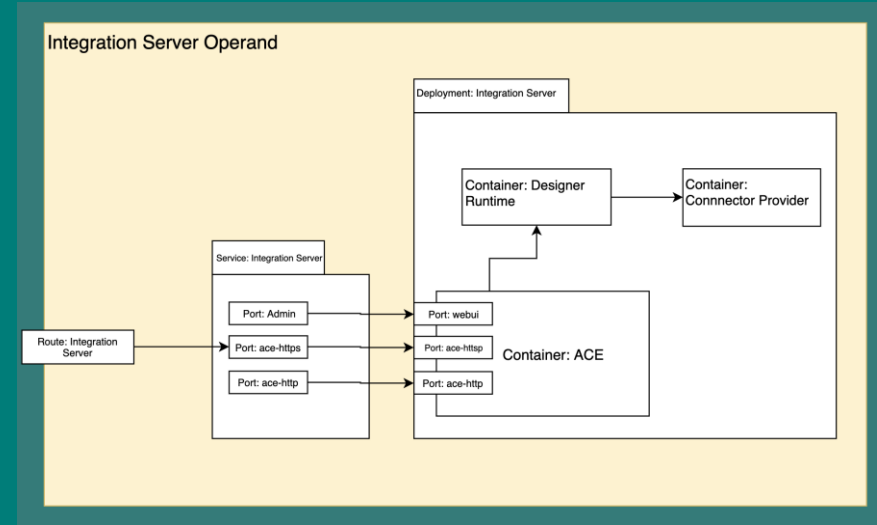 Integration Server Operand
Deployment: Integration Server
Container: Designer
Runtime
Container:
Connnector Provider
Service: Integration Server
Port: Admin
Port: webui
Route: Integration
Server
Port: ace-https
Port: ace-httsp
Container: ACE
Port: ace-http
Port: ace-http